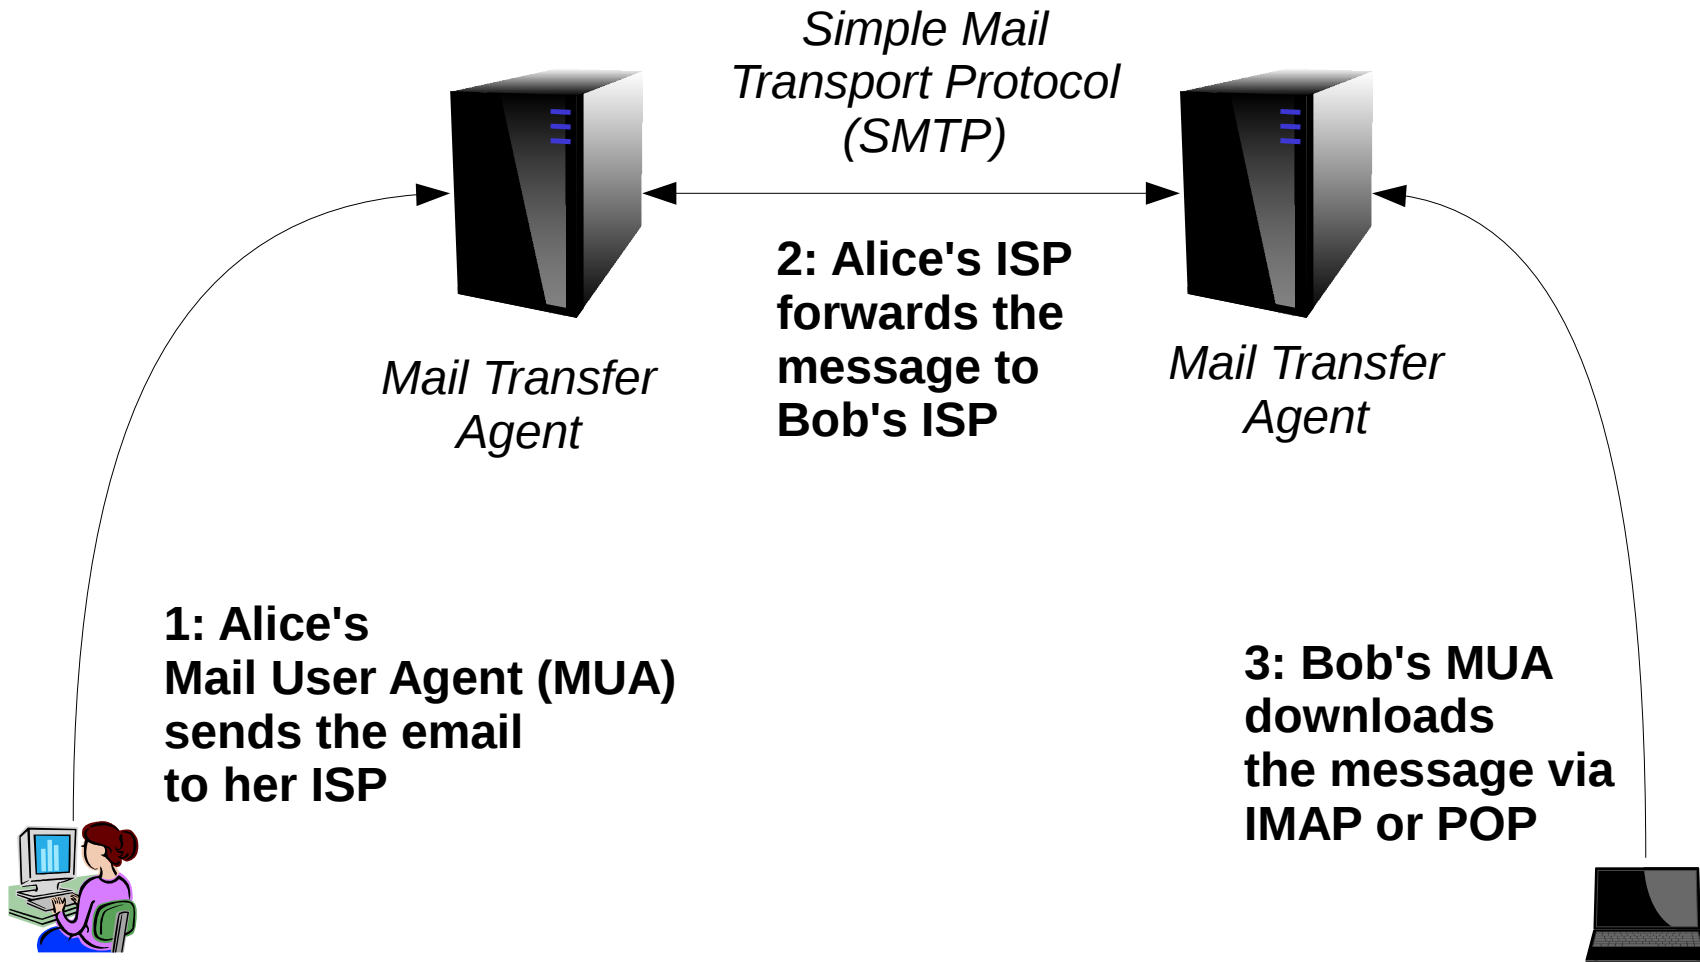 Simple Mail
Transport Protocol
(SMTP)
2: Alice's ISP
forwards the
message to
Bob's ISP
Mail Transfer
Agent
Mail Transfer
Agent
1: Alice's
Mail User Agent (MUA)
sends the email
to her ISP
3: Bob's MUA
downloads
the message via
IMAP or POP